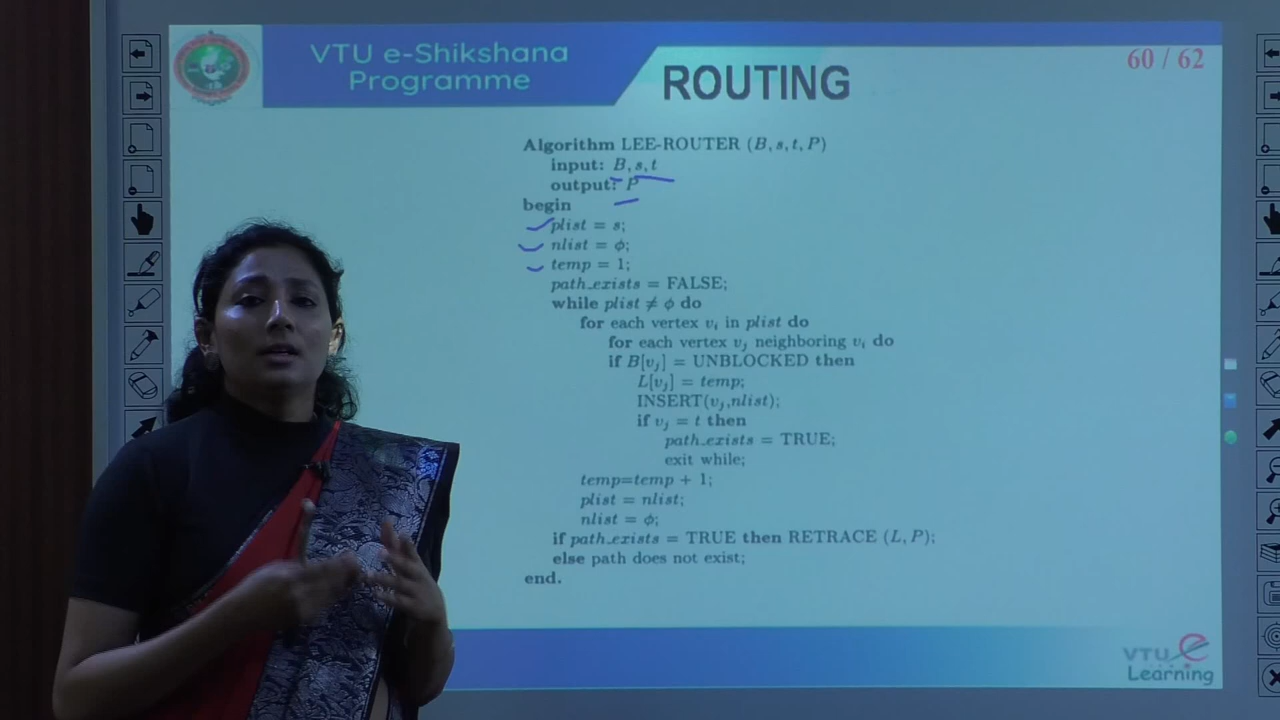 VTU e-Shikshana
Programme
ROUTING
60 / 62
Algorithm LEE-ROUTER (B, s, t, P)
input: B, s, t
output: P
begin
plist = s;
nlist = ϕ;
temp = 1;
path_exists = FALSE;
while plist ≠ ϕ do
for each vertex vᵢ in plist do
for each vertex vⱼ neighboring vᵢ do
if B[vⱼ] = UNBLOCKED then
L[vⱼ] = temp;
INSERT(vⱼ,nlist);
if vⱼ = t then
path_exists = TRUE;
exit while;
temp=temp + 1;
plist = nlist;
nlist = ϕ;
if path_exists = TRUE then RETRACE (L, P);
else path does not exist;
end.
VTU e
Learning